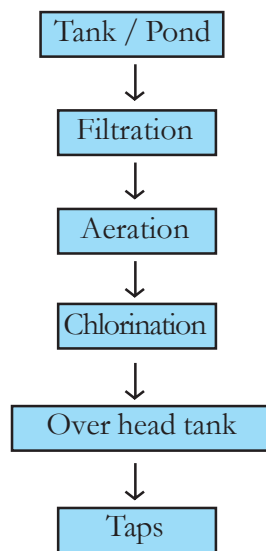 Tank / Pond
Filtration
Aeration
Chlorination
Over head tank
Taps